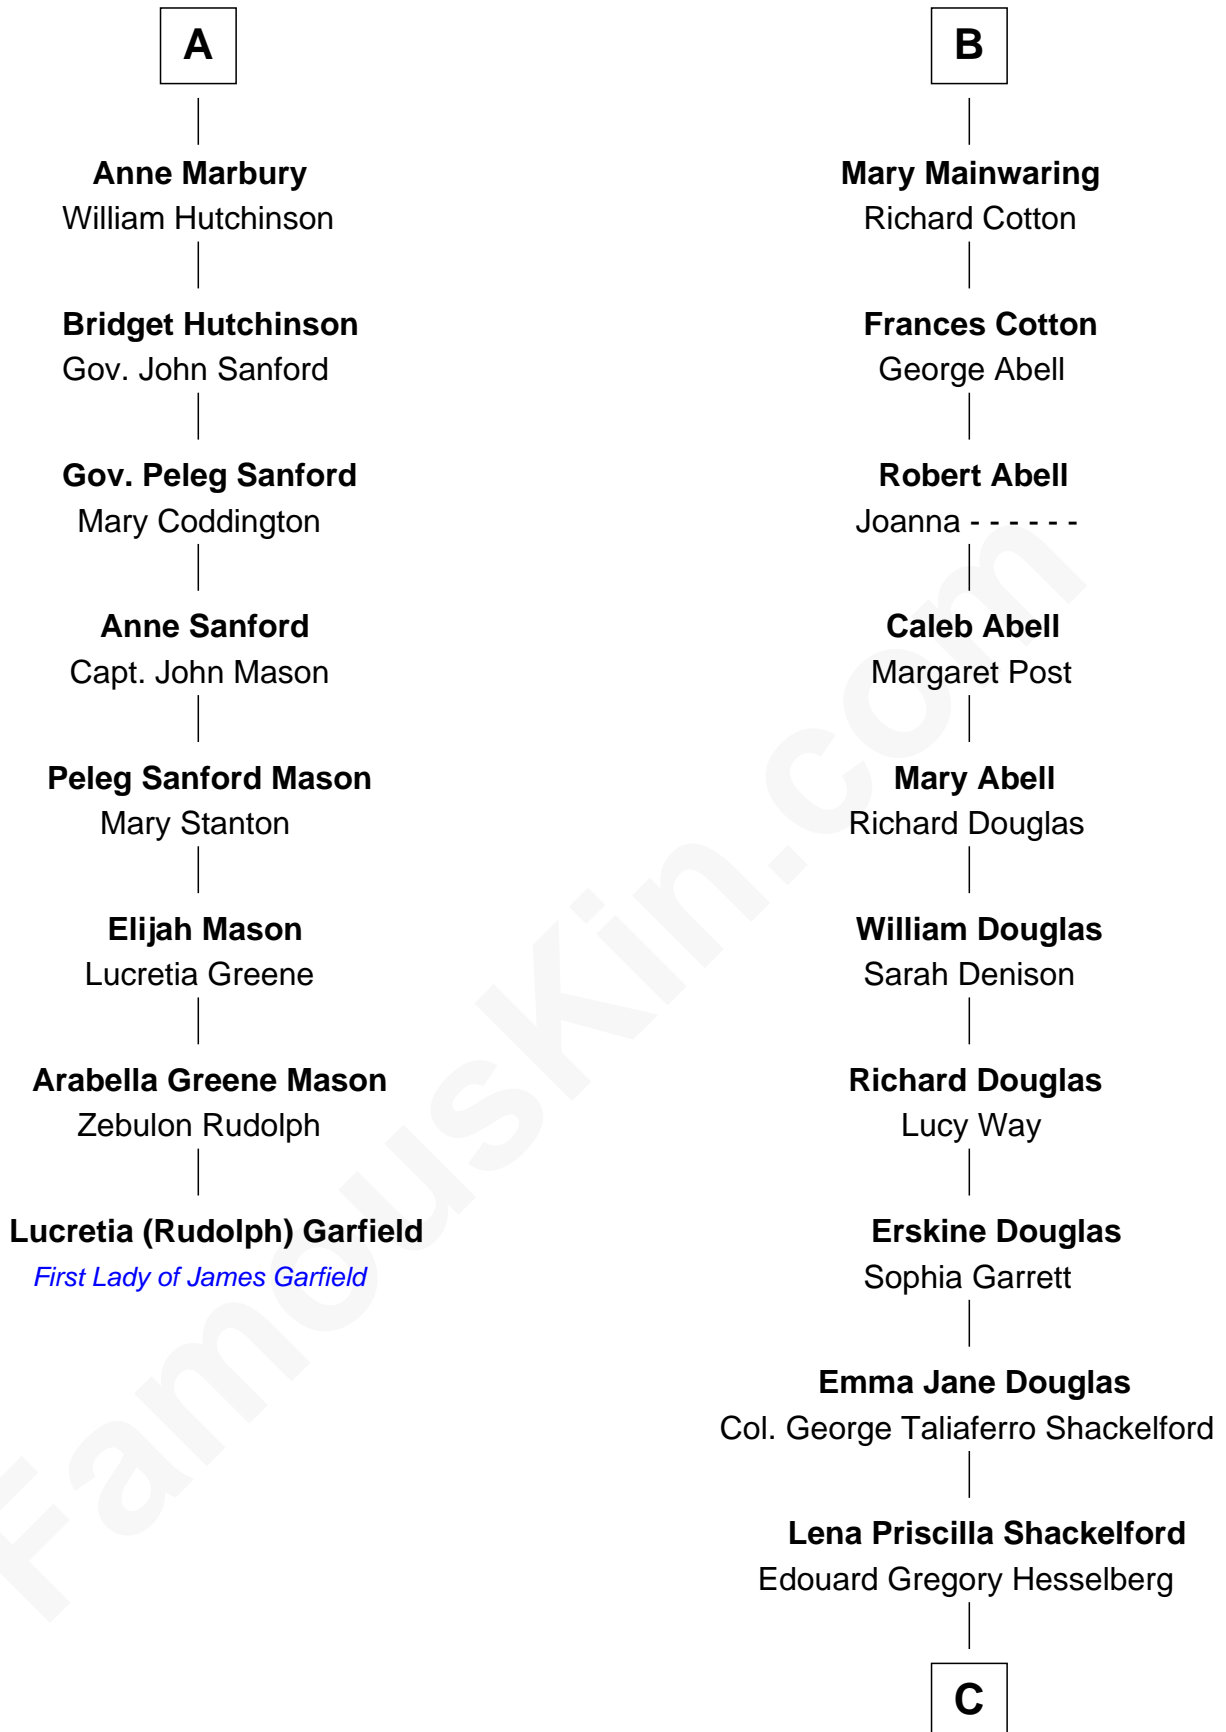 A
Anne Marbury
William Hutchinson
Bridget Hutchinson
Gov. John Sanford
Gov. Peleg Sanford
Mary Coddington
Anne Sanford
Capt. John Mason
Peleg Sanford Mason
Mary Stanton
Elijah Mason
Lucretia Greene
Arabella Greene Mason
Zebulon Rudolph
Lucretia (Rudolph) Garfield
First Lady of James Garfield
B
Mary Mainwaring
Richard Cotton
Frances Cotton
George Abell
Robert Abell
Joanna - - - - - -
Caleb Abell
Margaret Post
Mary Abell
Richard Douglas
William Douglas
Sarah Denison
Richard Douglas
Lucy Way
Erskine Douglas
Sophia Garrett
Emma Jane Douglas
Col. George Taliaferro Shackelford
Lena Priscilla Shackelford
Edouard Gregory Hesselberg
C
FamousKin.com